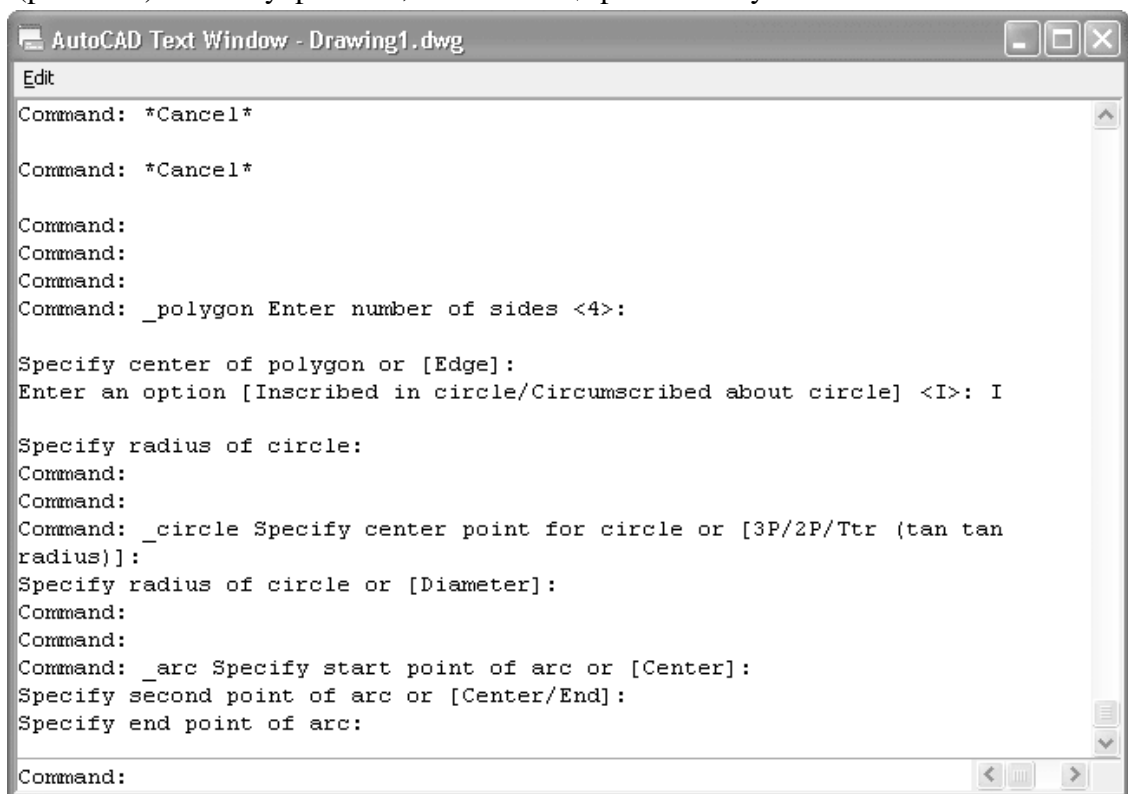 AutoCAD Text Window - Drawing1.dwg
Edit
Command: *Cancel*
Command: *Cancel*
Command:
Command:
Command:
Command: _polygon Enter number of sides <4>:
Specify center of polygon or [Edge]:
Enter an option [Inscribed in circle/Circumscribed about circle] <I>: I
Specify radius of circle:
Command:
Command:
Command: _circle Specify center point for circle or [3P/2P/Ttr (tan tan
radius)]:
Specify radius of circle or [Diameter]:
Command:
Command:
Command: _arc Specify start point of arc or [Center]:
Specify second point of arc or [Center/End]:
Specify end point of arc:
Command: